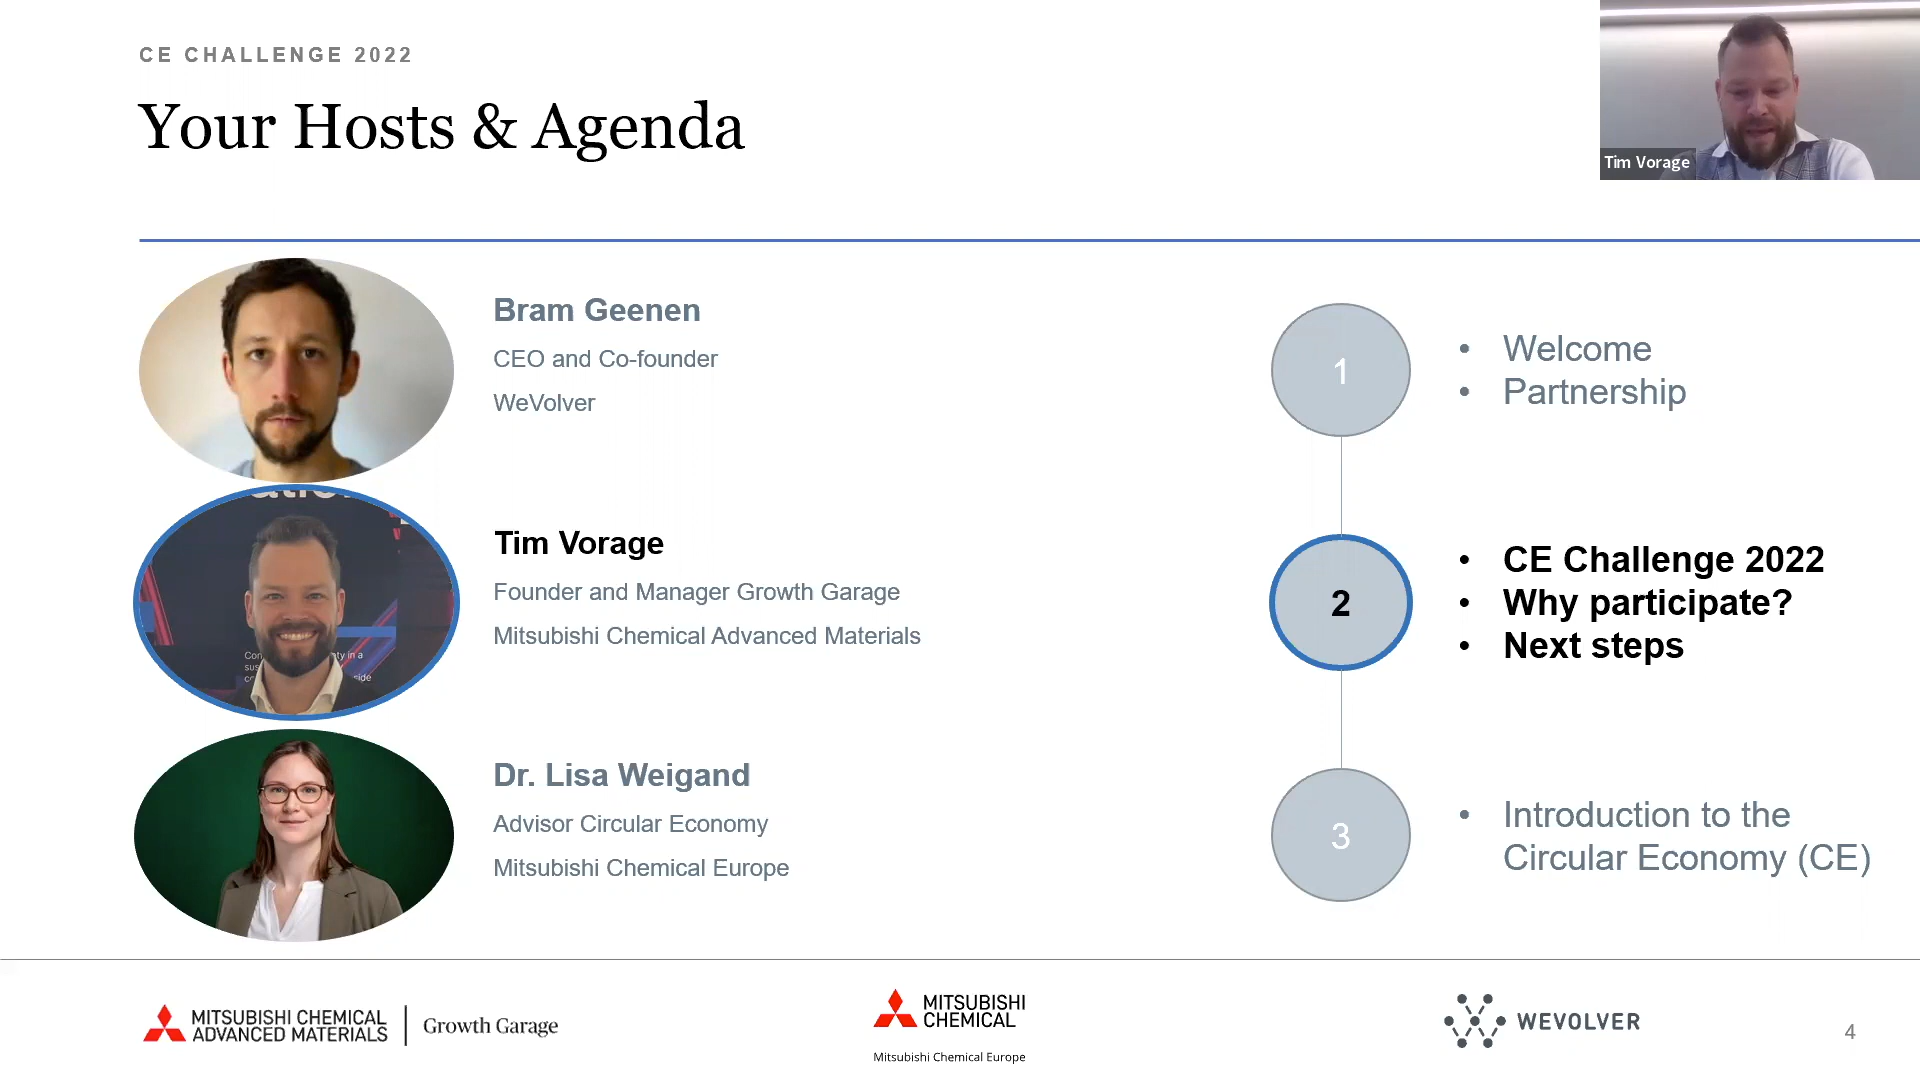 CE CHALLENGE 2022
Your Hosts & Agenda
Tim Vorage
Bram Geenen
CEO and Co-founder
WeVolver
1
• Welcome
• Partnership
Tim Vorage
Founder and Manager Growth Garage
Mitsubishi Chemical Advanced Materials
2
• CE Challenge 2022
• Why participate?
• Next steps
Dr. Lisa Weigand
Advisor Circular Economy
Mitsubishi Chemical Europe
3
• Introduction to the
Circular Economy (CE)
MITSUBISHI CHEMICAL
ADVANCED MATERIALS
Growth Garage
MITSUBISHI
CHEMICAL
Mitsubishi Chemical Europe
WEVOLVER
4